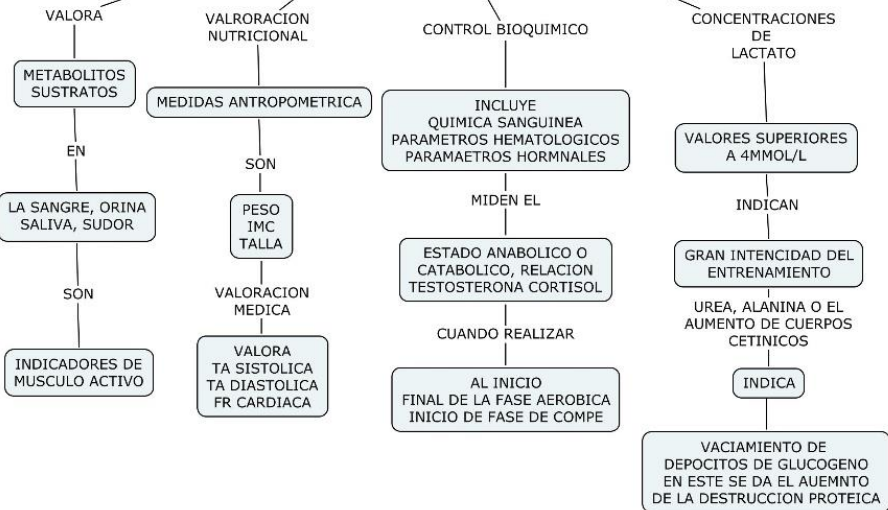 VALORA
METABOLITOS
SUSTRATOS
EN
LA SANGRE, ORINA
SALIVA, SUDOR
SON
INDICADORES DE
MUSCULO ACTIVO
VALRORACION
NUTRICIONAL
MEDIDAS ANTROPOMETRICA
SON
PESO
IMC
TALLA
VALORACION
MEDICA
VALORA
TA SISTOLICA
TA DIASTOLICA
FR CARDIACA
CONTROL BIOQUIMICO
INCLUYE
QUIMICA SANGUINEA
PARAMETROS HEMATOLOGICOS
PARAMAETROS HORMNALES
MIDEN EL
ESTADO ANABOLICO O
CATABOLICO, RELACION
TESTOSTERONA CORTISOL
CUANDO REALIZAR
AL INICIO
FINAL DE LA FASE AEROBICA
INICIO DE FASE DE COMPE
CONCENTRACIONES
DE
LACTATO
VALORES SUPERIORES
A 4MMOL/L
INDICAN
GRAN INTENCIDAD DEL
ENTRENAMIENTO
UREA, ALANINA O EL
AUMENTO DE CUERPOS
CETINICOS
INDICA
VACIAMIENTO DE
DEPOCITOS DE GLUCOGENO
EN ESTE SE DA EL AUEMNTO
DE LA DESTRUCCION PROTEICA